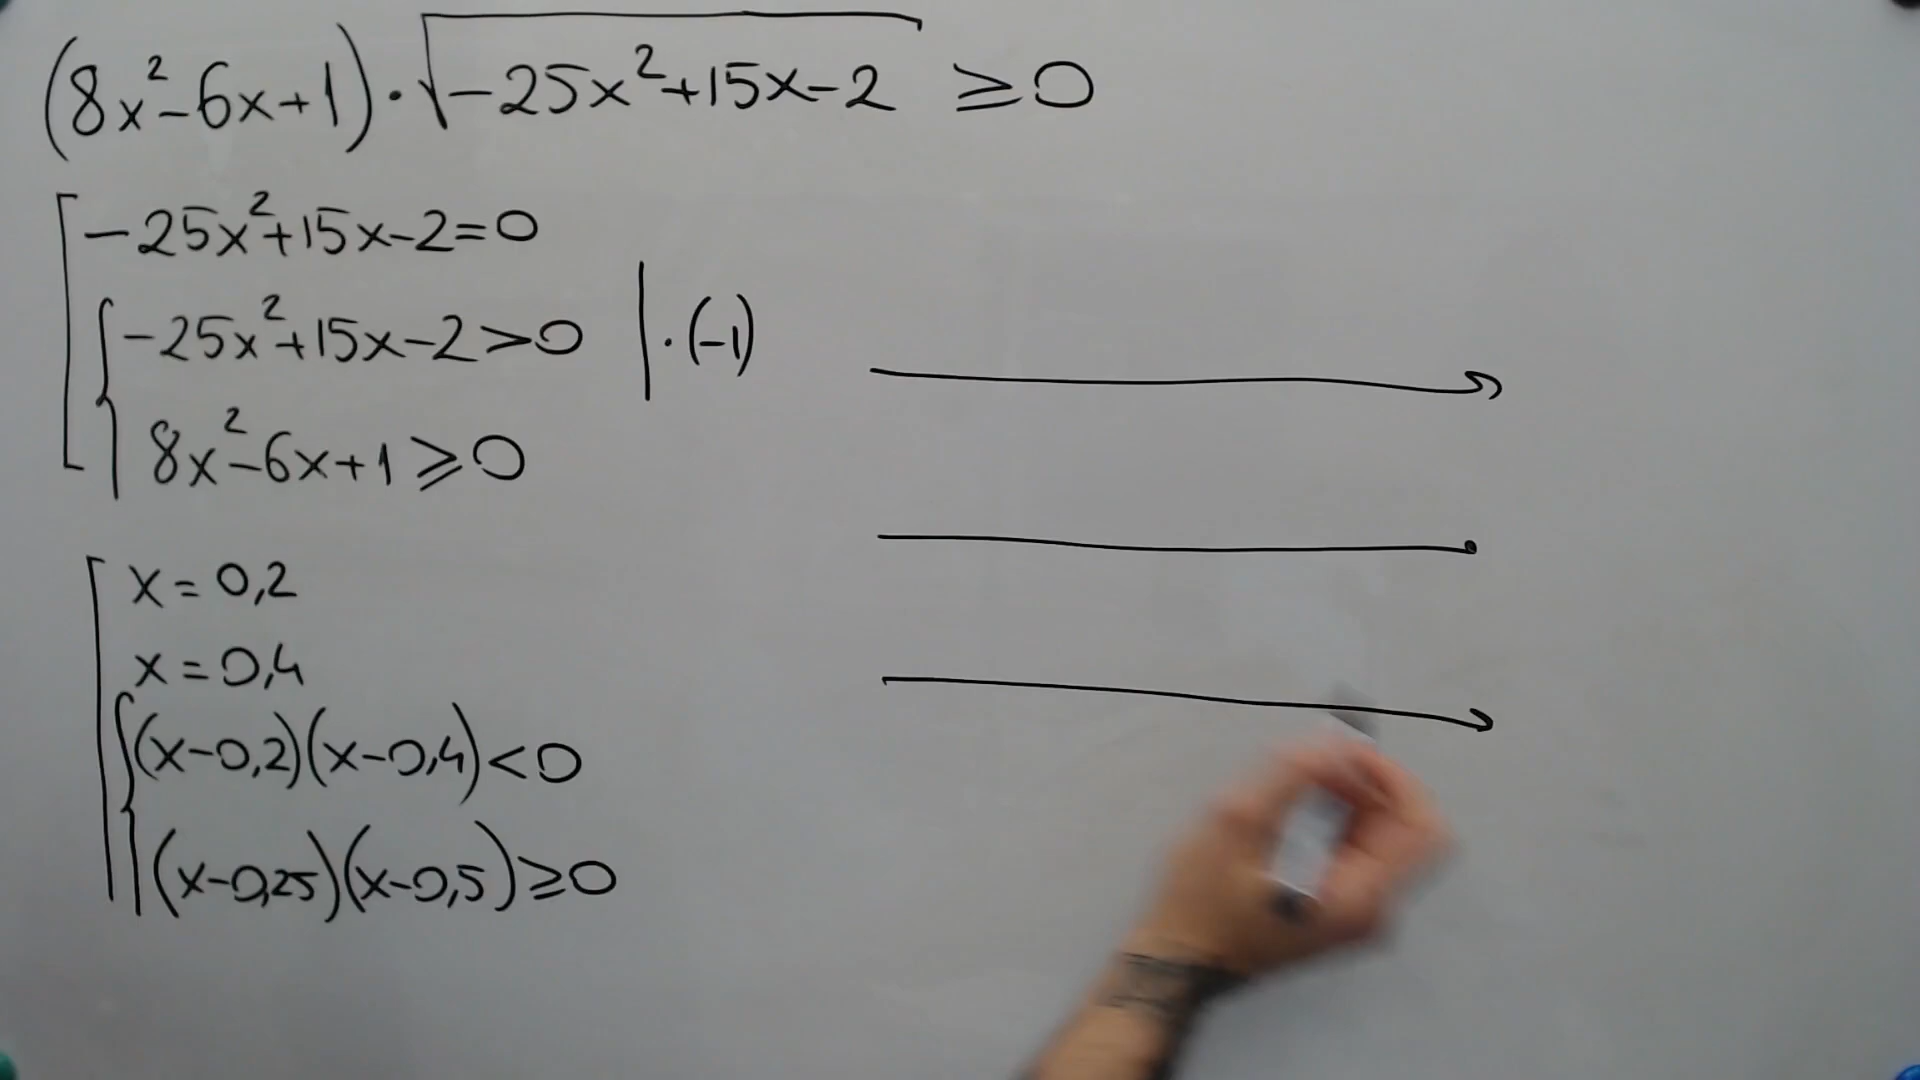 (8x²-6x+1)·√(-25x²+15x-2) ≥0
-25x²+15x-2=0
-25x²+15x-2>0 |·(-1)
8x²-6x+1⩾0
x=0,2
x=0,4
(x-0,2)(x-0,4)<0
(x-0,25)(x-0,5)≥0